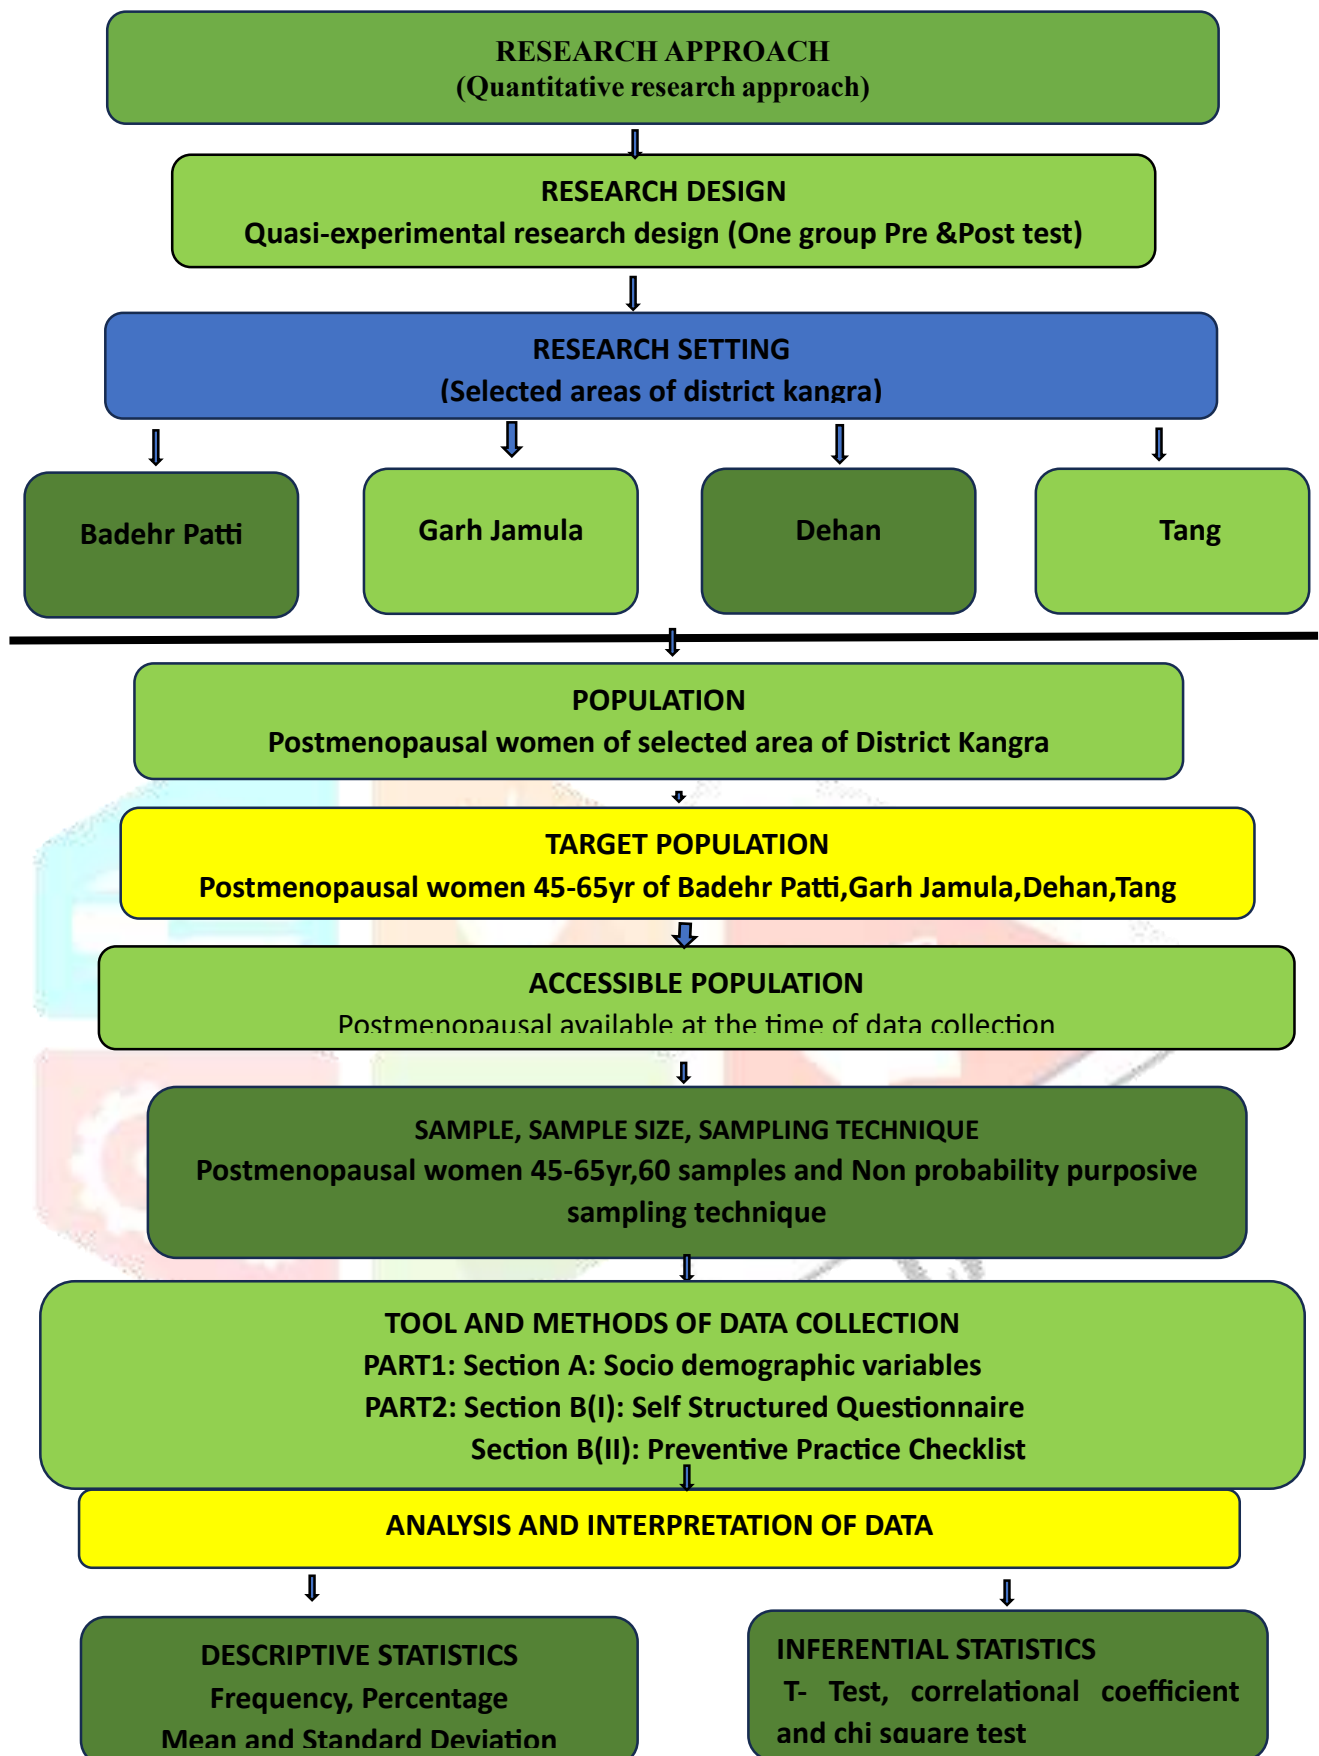 RESEARCH APPROACH
(Quantitative research approach)
RESEARCH DESIGN
Quasi-experimental research design (One group Pre &Post test)
RESEARCH SETTING
(Selected areas of district kangra)
Badehr Patti
Garh Jamula
Dehan
Tang
POPULATION
Postmenopausal women of selected area of District Kangra
TARGET POPULATION
Postmenopausal women 45-65yr of Badehr Patti,Garh Jamula,Dehan,Tang
ACCESSIBLE POPULATION
Postmenopausal available at the time of data collection
SAMPLE, SAMPLE SIZE, SAMPLING TECHNIQUE
Postmenopausal women 45-65yr,60 samples and Non probability purposive
sampling technique
TOOL AND METHODS OF DATA COLLECTION
PART1: Section A: Socio demographic variables
PART2: Section B(I): Self Structured Questionnaire
Section B(II): Preventive Practice Checklist
ANALYSIS AND INTERPRETATION OF DATA
DESCRIPTIVE STATISTICS
Frequency, Percentage
Mean and Standard Deviation
INFERENTIAL STATISTICS
T- Test, correlational coefficient
and chi square test